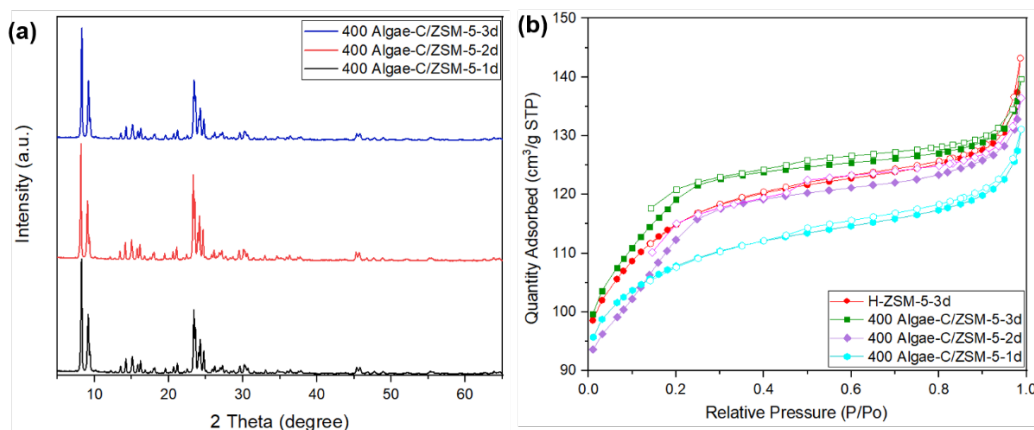 (a)
400 Algae-C/ZSM-5-3d
400 Algae-C/ZSM-5-2d
400 Algae-C/ZSM-5-1d
Intensity (a.u.)
10 20 30 40 50 60
2 Theta (degree)
(b)
150
140
130
120
110
100
90
Quantity Adsorbed (cm³/g STP)
H-ZSM-5-3d
400 Algae-C/ZSM-5-3d
400 Algae-C/ZSM-5-2d
400 Algae-C/ZSM-5-1d
0.0 0.2 0.4 0.6 0.8 1.0
Relative Pressure (P/Po)